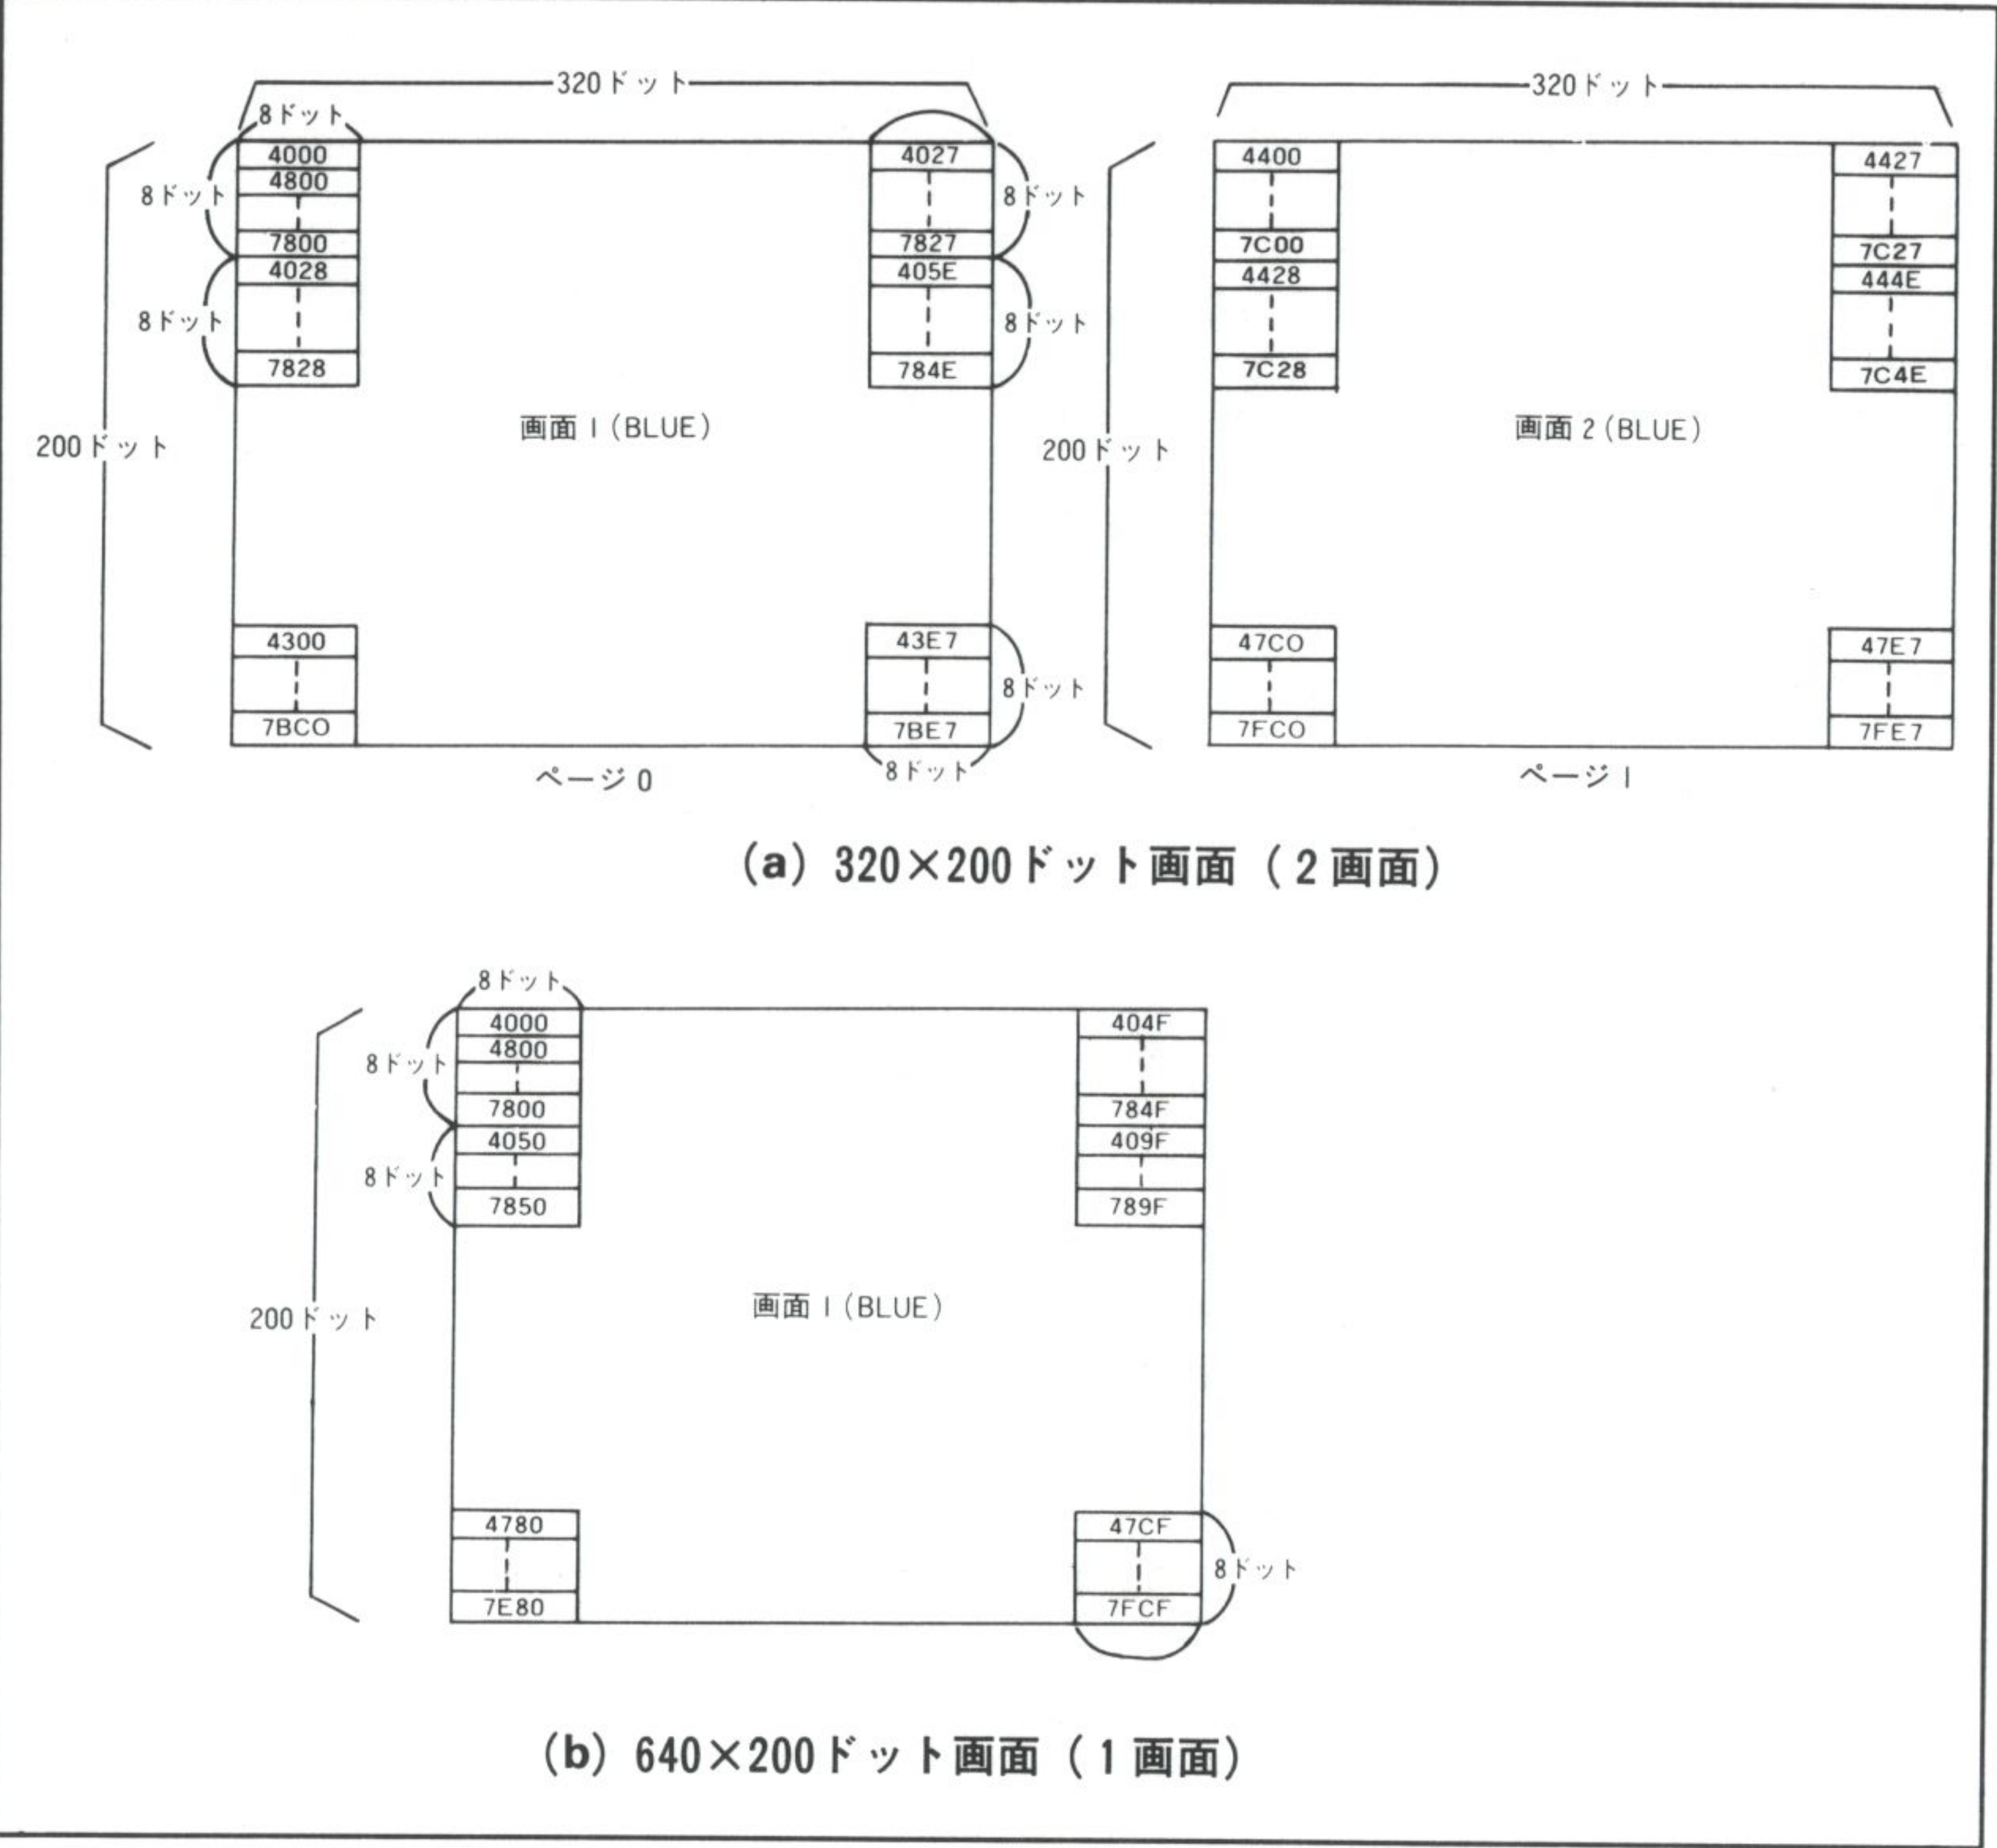 320ドット
8ドット
4000
4800
7800
4028
7828
8ドット
8ドット
4027
7827
405E
784E
8ドット
8ドット
200ドット
画面1(BLUE)
4300
7BC0
43E7
7BE7
8ドット
8ドット
ページ0
320ドット
4400
7C00
4428
7C28
4427
7C27
444E
7C4E
200ドット
画面2(BLUE)
47C0
7FC0
47E7
7FE7
ページ1
(a) 320×200ドット画面(2画面)
8ドット
4000
4800
7800
4050
7850
8ドット
8ドット
404F
784F
409F
789F
200ドット
画面1(BLUE)
4780
7E80
47CF
7FCF
8ドット
(b) 640×200ドット画面(1画面)